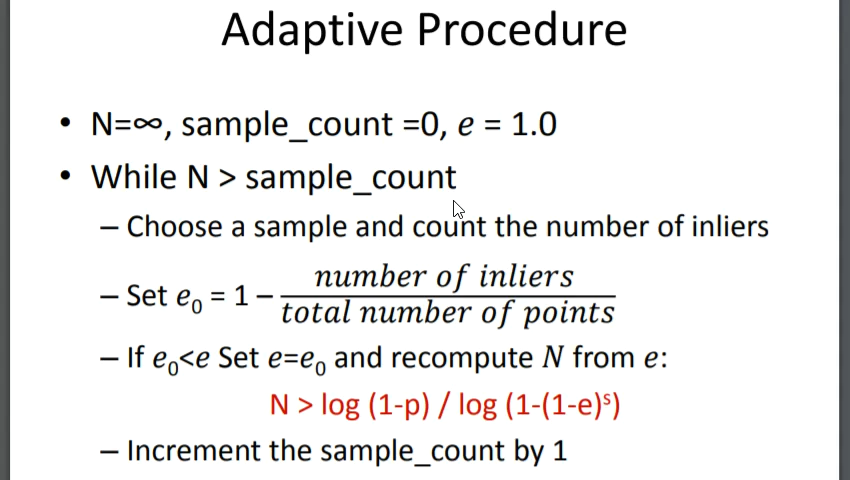 Adaptive Procedure
• N=∞, sample_count =0, e = 1.0
• While N > sample_count
– Choose a sample and count the number of inliers
– Set e₀ = 1 − number of inliers / total number of points
– If e₀<e Set e=e₀ and recompute N from e:
N > log (1-p) / log (1-(1-e)ˢ)
– Increment the sample_count by 1